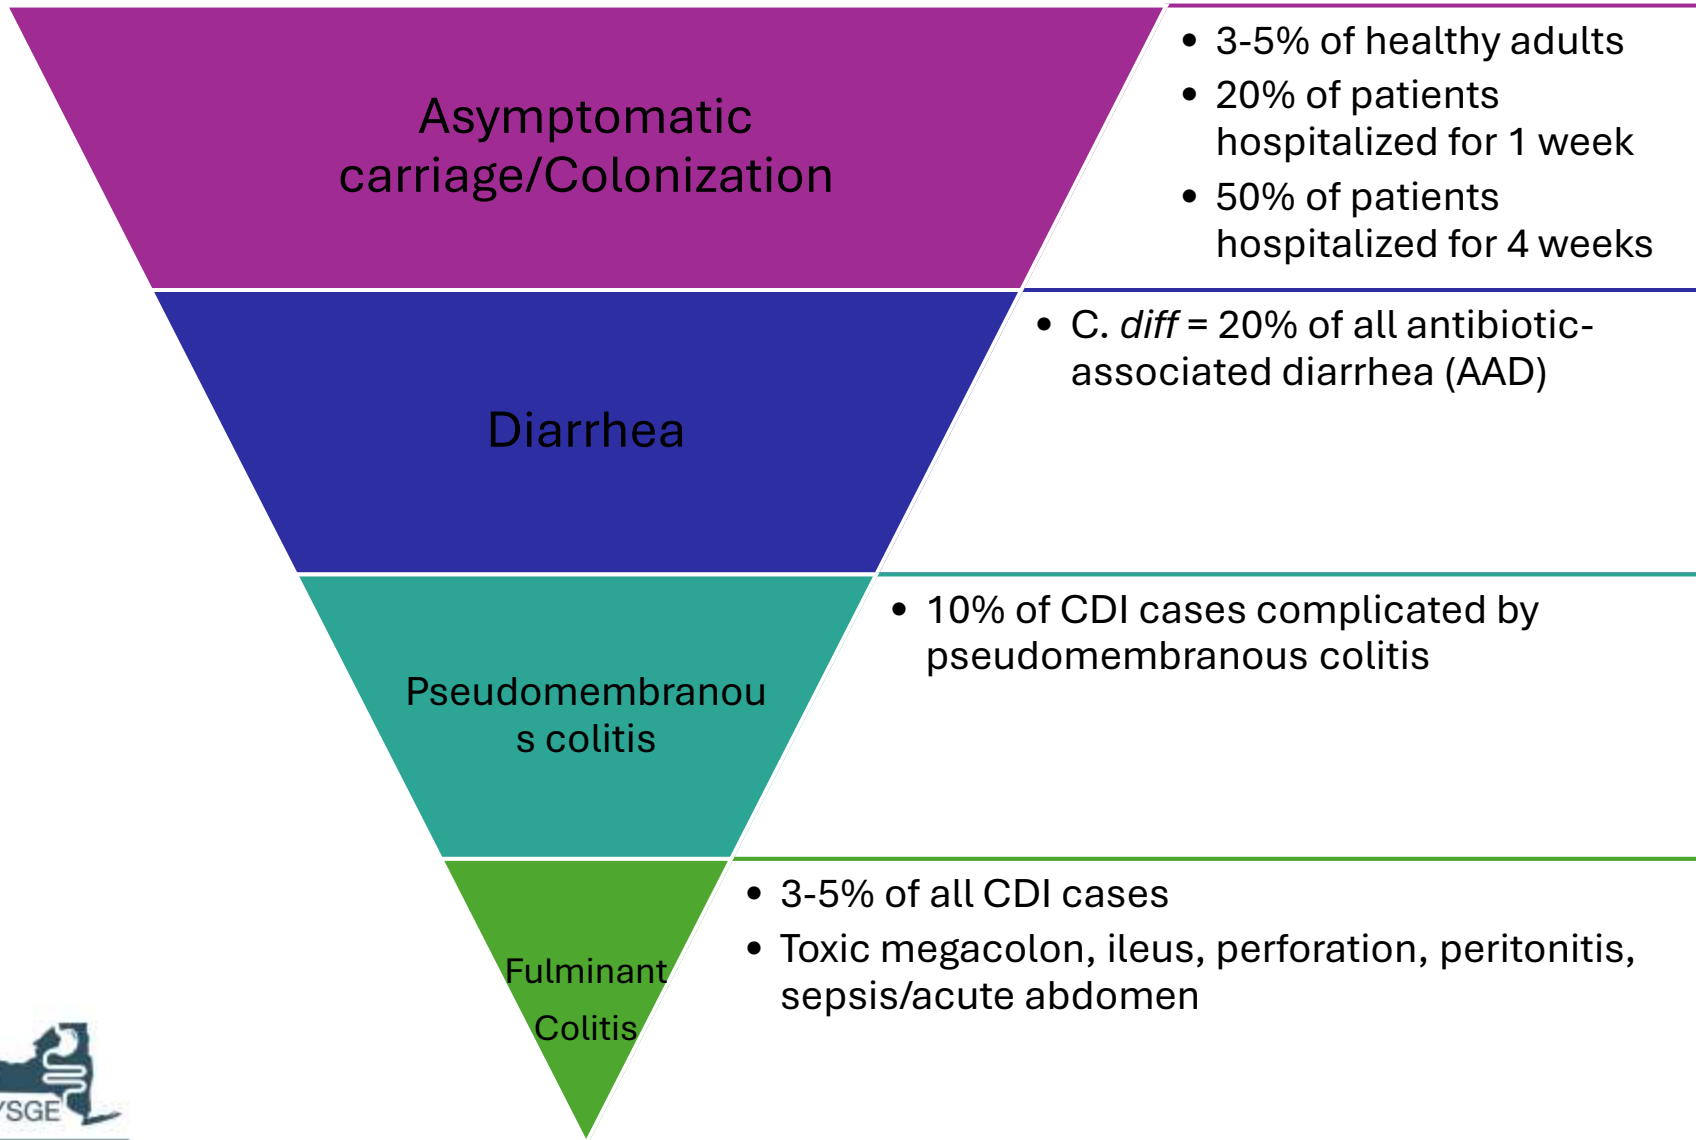 Asymptomatic
carriage/Colonization
• 3-5% of healthy adults
• 20% of patients
hospitalized for 1 week
• 50% of patients
hospitalized for 4 weeks
Diarrhea
• C. diff = 20% of all antibiotic-
associated diarrhea (AAD)
Pseudomembranou
s colitis
• 10% of CDI cases complicated by
pseudomembranous colitis
Fulminant
Colitis
• 3-5% of all CDI cases
• Toxic megacolon, ileus, perforation, peritonitis,
sepsis/acute abdomen
YSGE